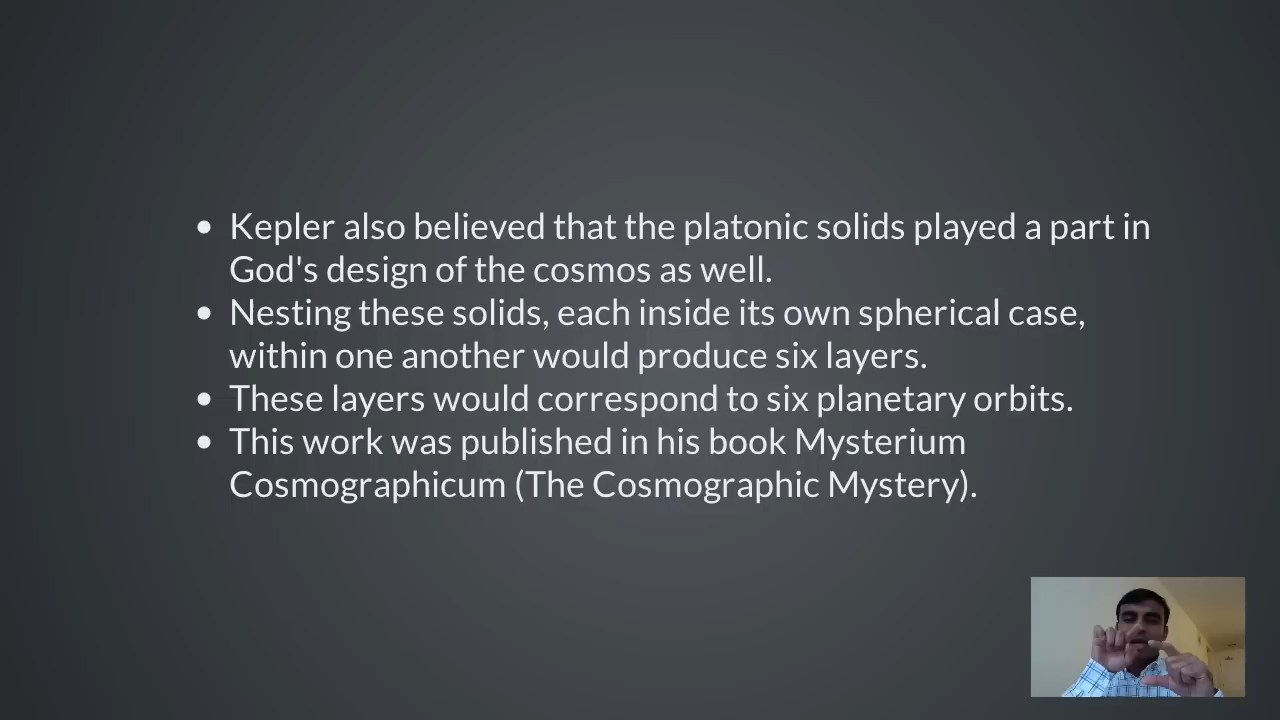 • Kepler also believed that the platonic solids played a part in
God's design of the cosmos as well.
• Nesting these solids, each inside its own spherical case,
within one another would produce six layers.
• These layers would correspond to six planetary orbits.
• This work was published in his book Mysterium
Cosmographicum (The Cosmographic Mystery).